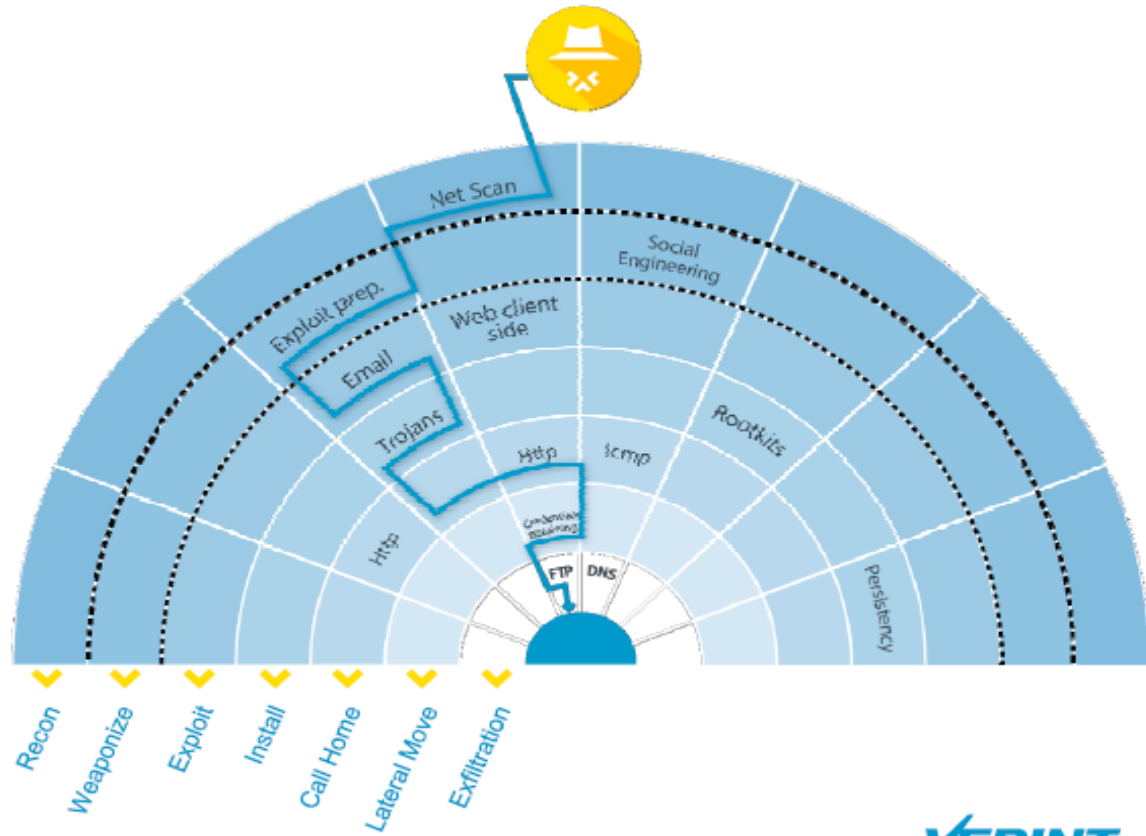 Net Scan
Social
Engineering
Exploit prep.
Web client
side
Email
Trojans
Rootkits
Http
Icmp
Http
FTP
DNS
Persistency
Recon
Weaponize
Exploit
Install
Call Home
Lateral Move
Exfiltration
VERINT